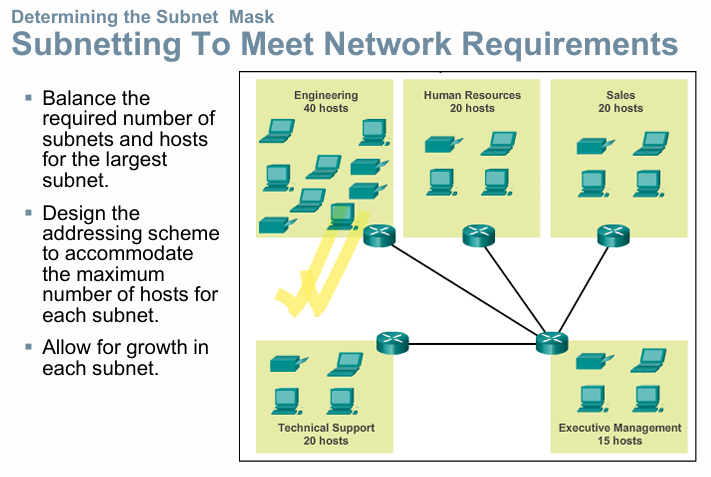 Determining the Subnet Mask
Subnetting To Meet Network Requirements
▪ Balance the
required number of
subnets and hosts
for the largest
subnet.
▪ Design the
addressing scheme
to accommodate
the maximum
number of hosts for
each subnet.
▪ Allow for growth in
each subnet.
Engineering
40 hosts
Human Resources
20 hosts
Sales
20 hosts
Technical Support
20 hosts
Executive Management
15 hosts